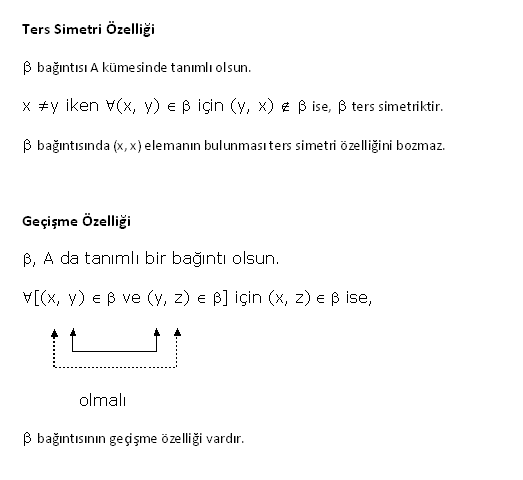 Ters Simetri Özelliği
β bağıntısı A kümesinde tanımlı olsun.
x ≠y iken ∀(x, y) ∈ β için (y, x) ∉ β ise, β ters simetriktir.
β bağıntısında (x, x) elemanın bulunması ters simetri özelliğini bozmaz.
Geçişme Özelliği
β, A da tanımlı bir bağıntı olsun.
∀[(x, y) ∈ β ve (y, z) ∈ β] için (x, z) ∈ β ise,
olmalı
β bağıntısının geçişme özelliği vardır.